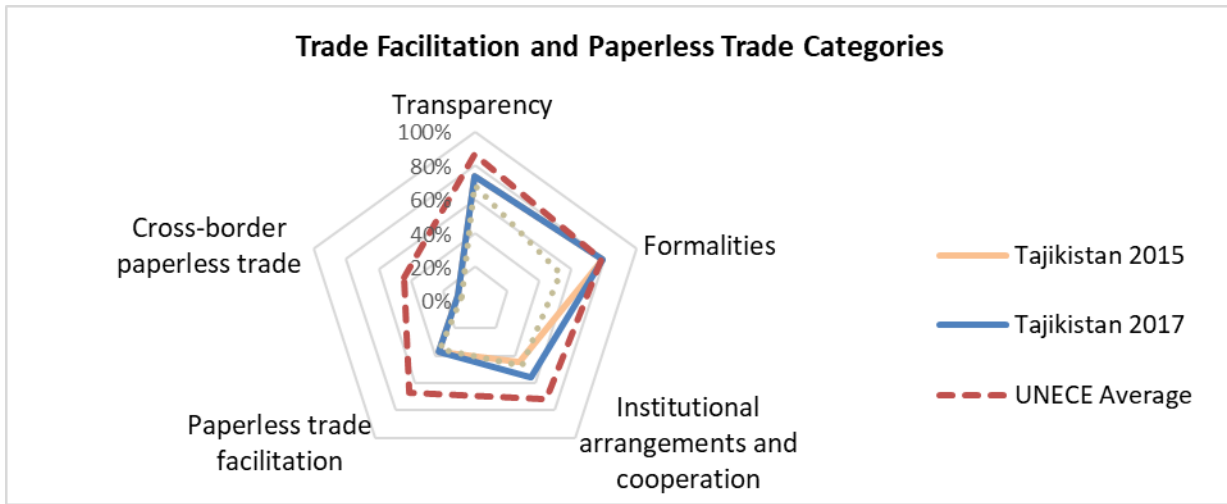 Trade Facilitation and Paperless Trade Categories
Transparency
100%
80%
60%
40%
20%
0%
Formalities
Institutional
arrangements and
cooperation
Paperless trade
facilitation
Cross-border
paperless trade
Tajikistan 2015
Tajikistan 2017
UNECE Average